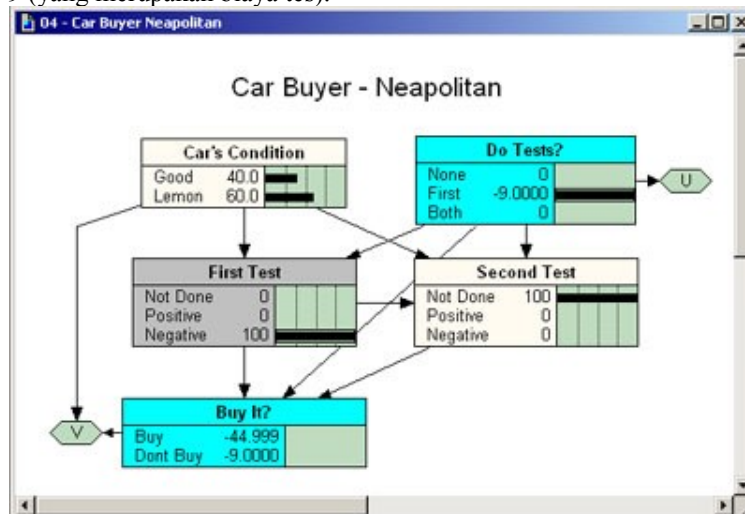 9 (yang merupakan biaya tes).
04 - Car Buyer Neapolitan
Car Buyer - Neapolitan
Car's Condition
Good 40.0
Lemon 60.0
Do Tests?
None 0
First -9.0000
Both 0
U
First Test
Not Done 0
Positive 0
Negative 100
Second Test
Not Done 100
Positive 0
Negative 0
Buy It?
Buy -44.999
Dont Buy -9.0000
V